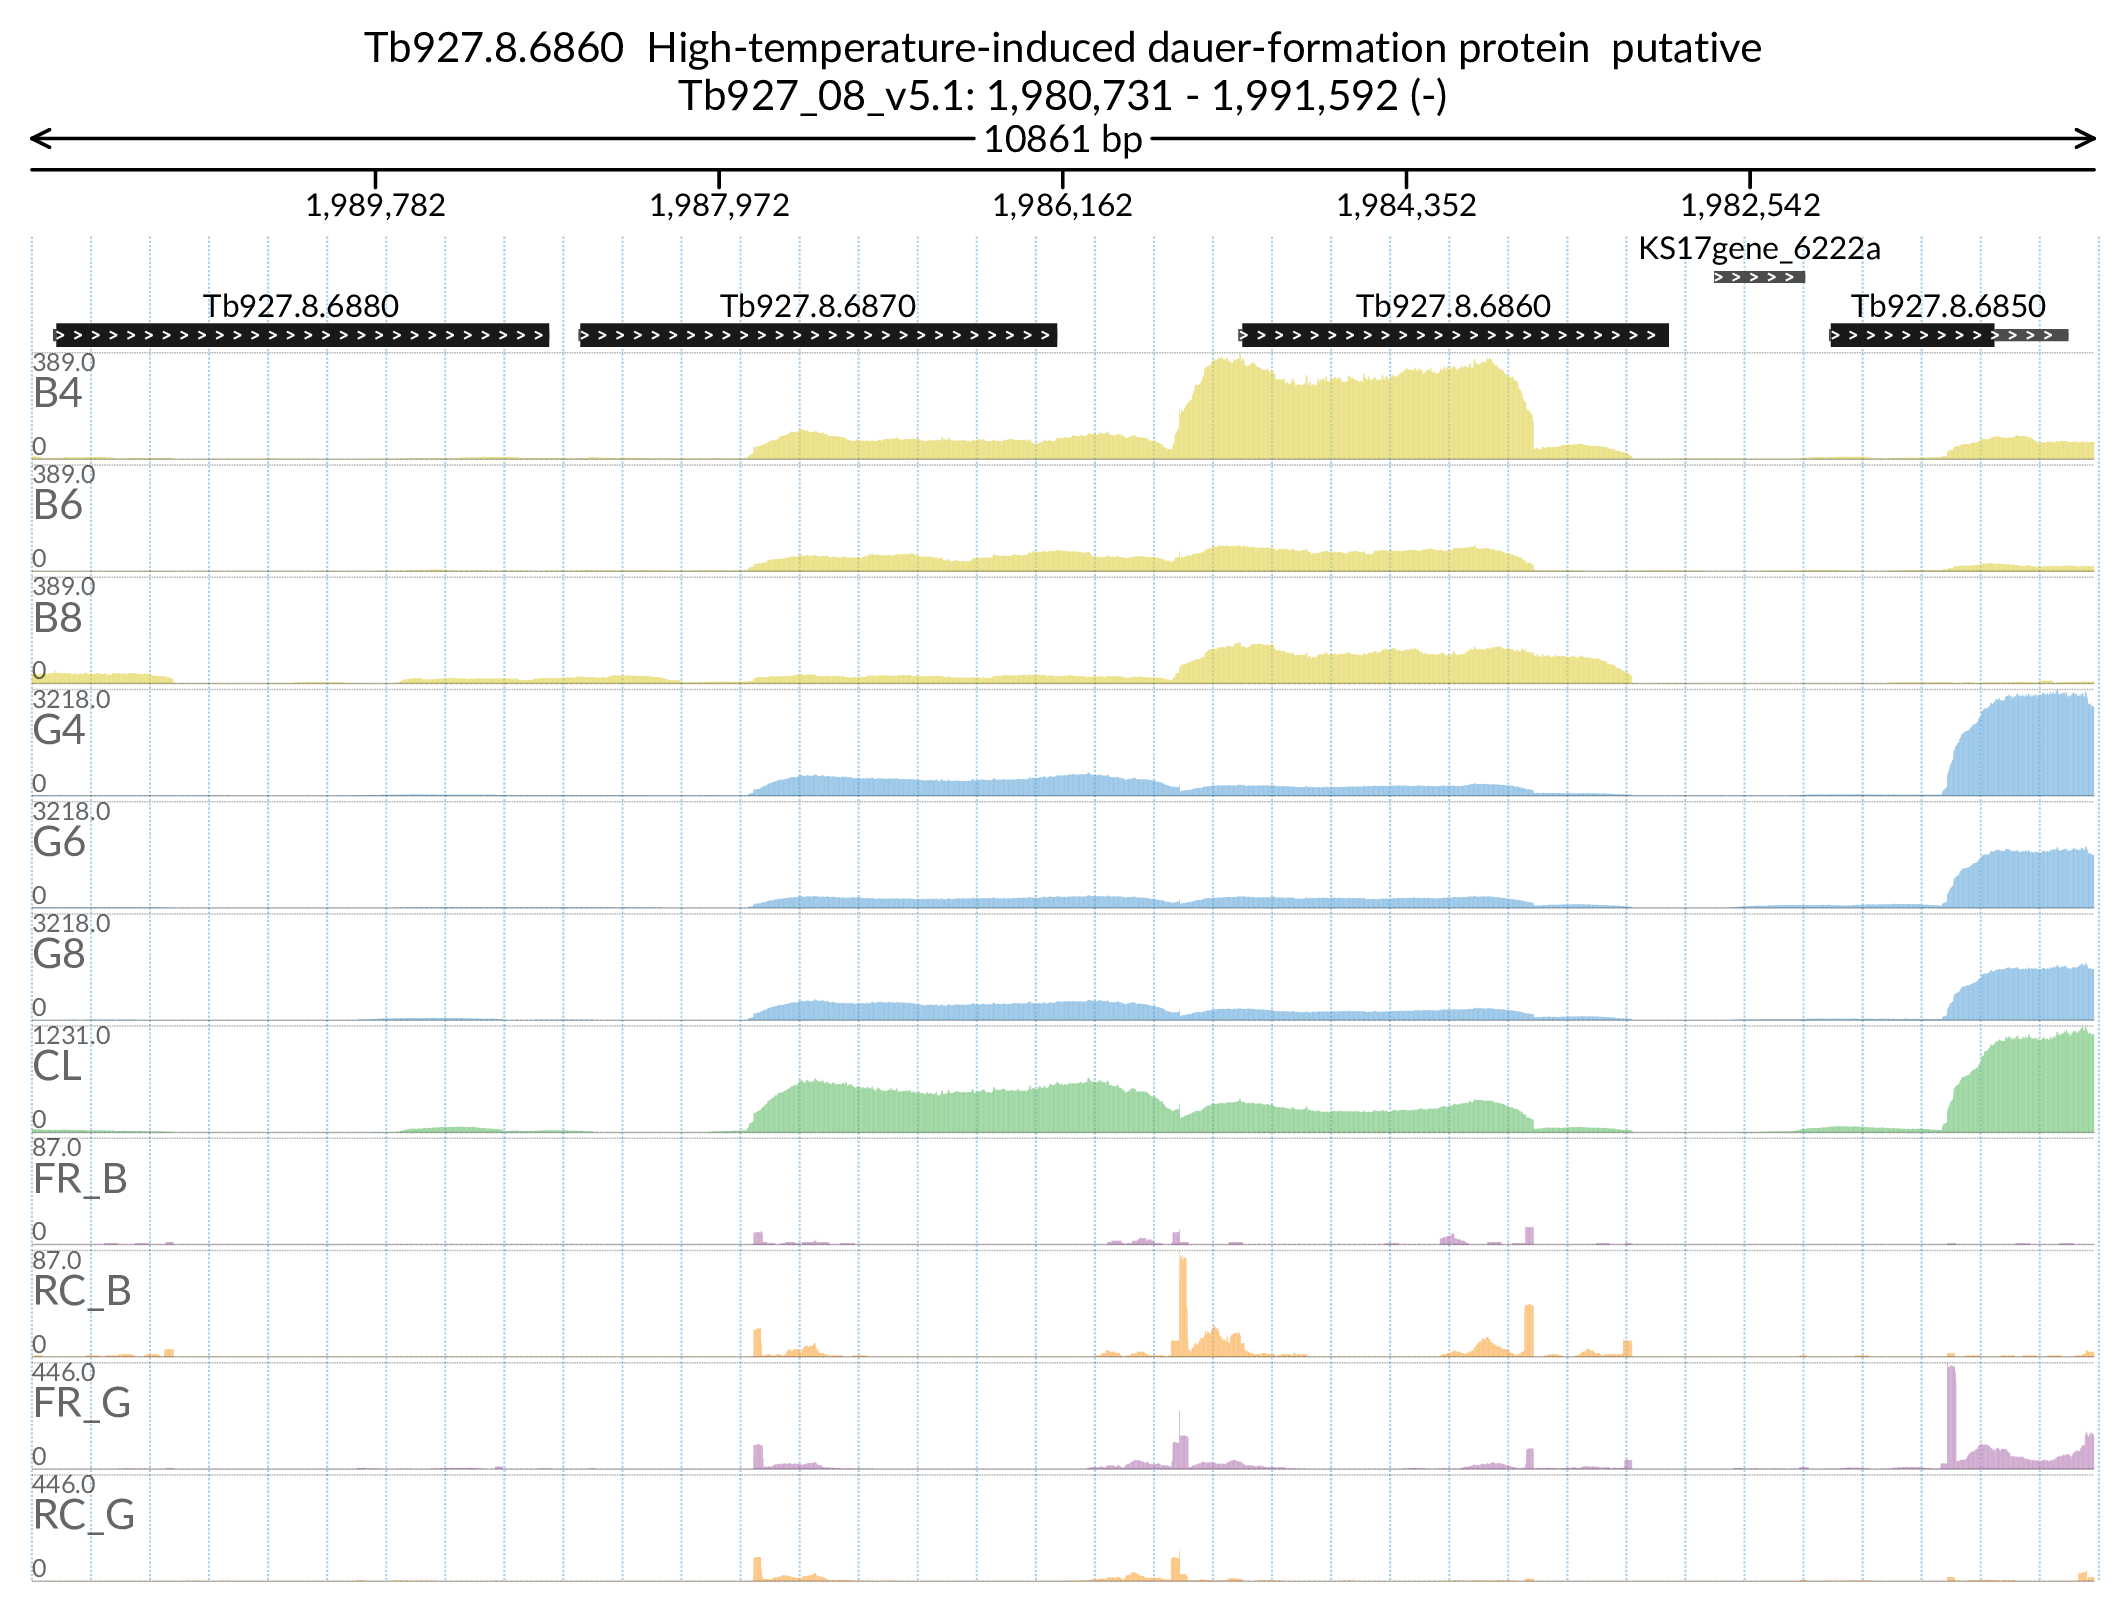 Tb927.8.6860  High-temperature-induced dauer-formation protein  putative
Tb927_08_v5.1: 1,980,731 - 1,991,592 (-)
10861 bp
1,989,782 1,987,972 1,986,162 1,984,352 1,982,542
KS17gene_6222a
Tb927.8.6880 Tb927.8.6870 Tb927.8.6860 Tb927.8.6850
389.0
B4
0
389.0
B6
0
389.0
B8
0
3218.0
G4
0
3218.0
G6
0
3218.0
G8
0
1231.0
CL
0
87.0
FR_B
0
87.0
RC_B
0
446.0
FR_G
0
446.0
RC_G
0